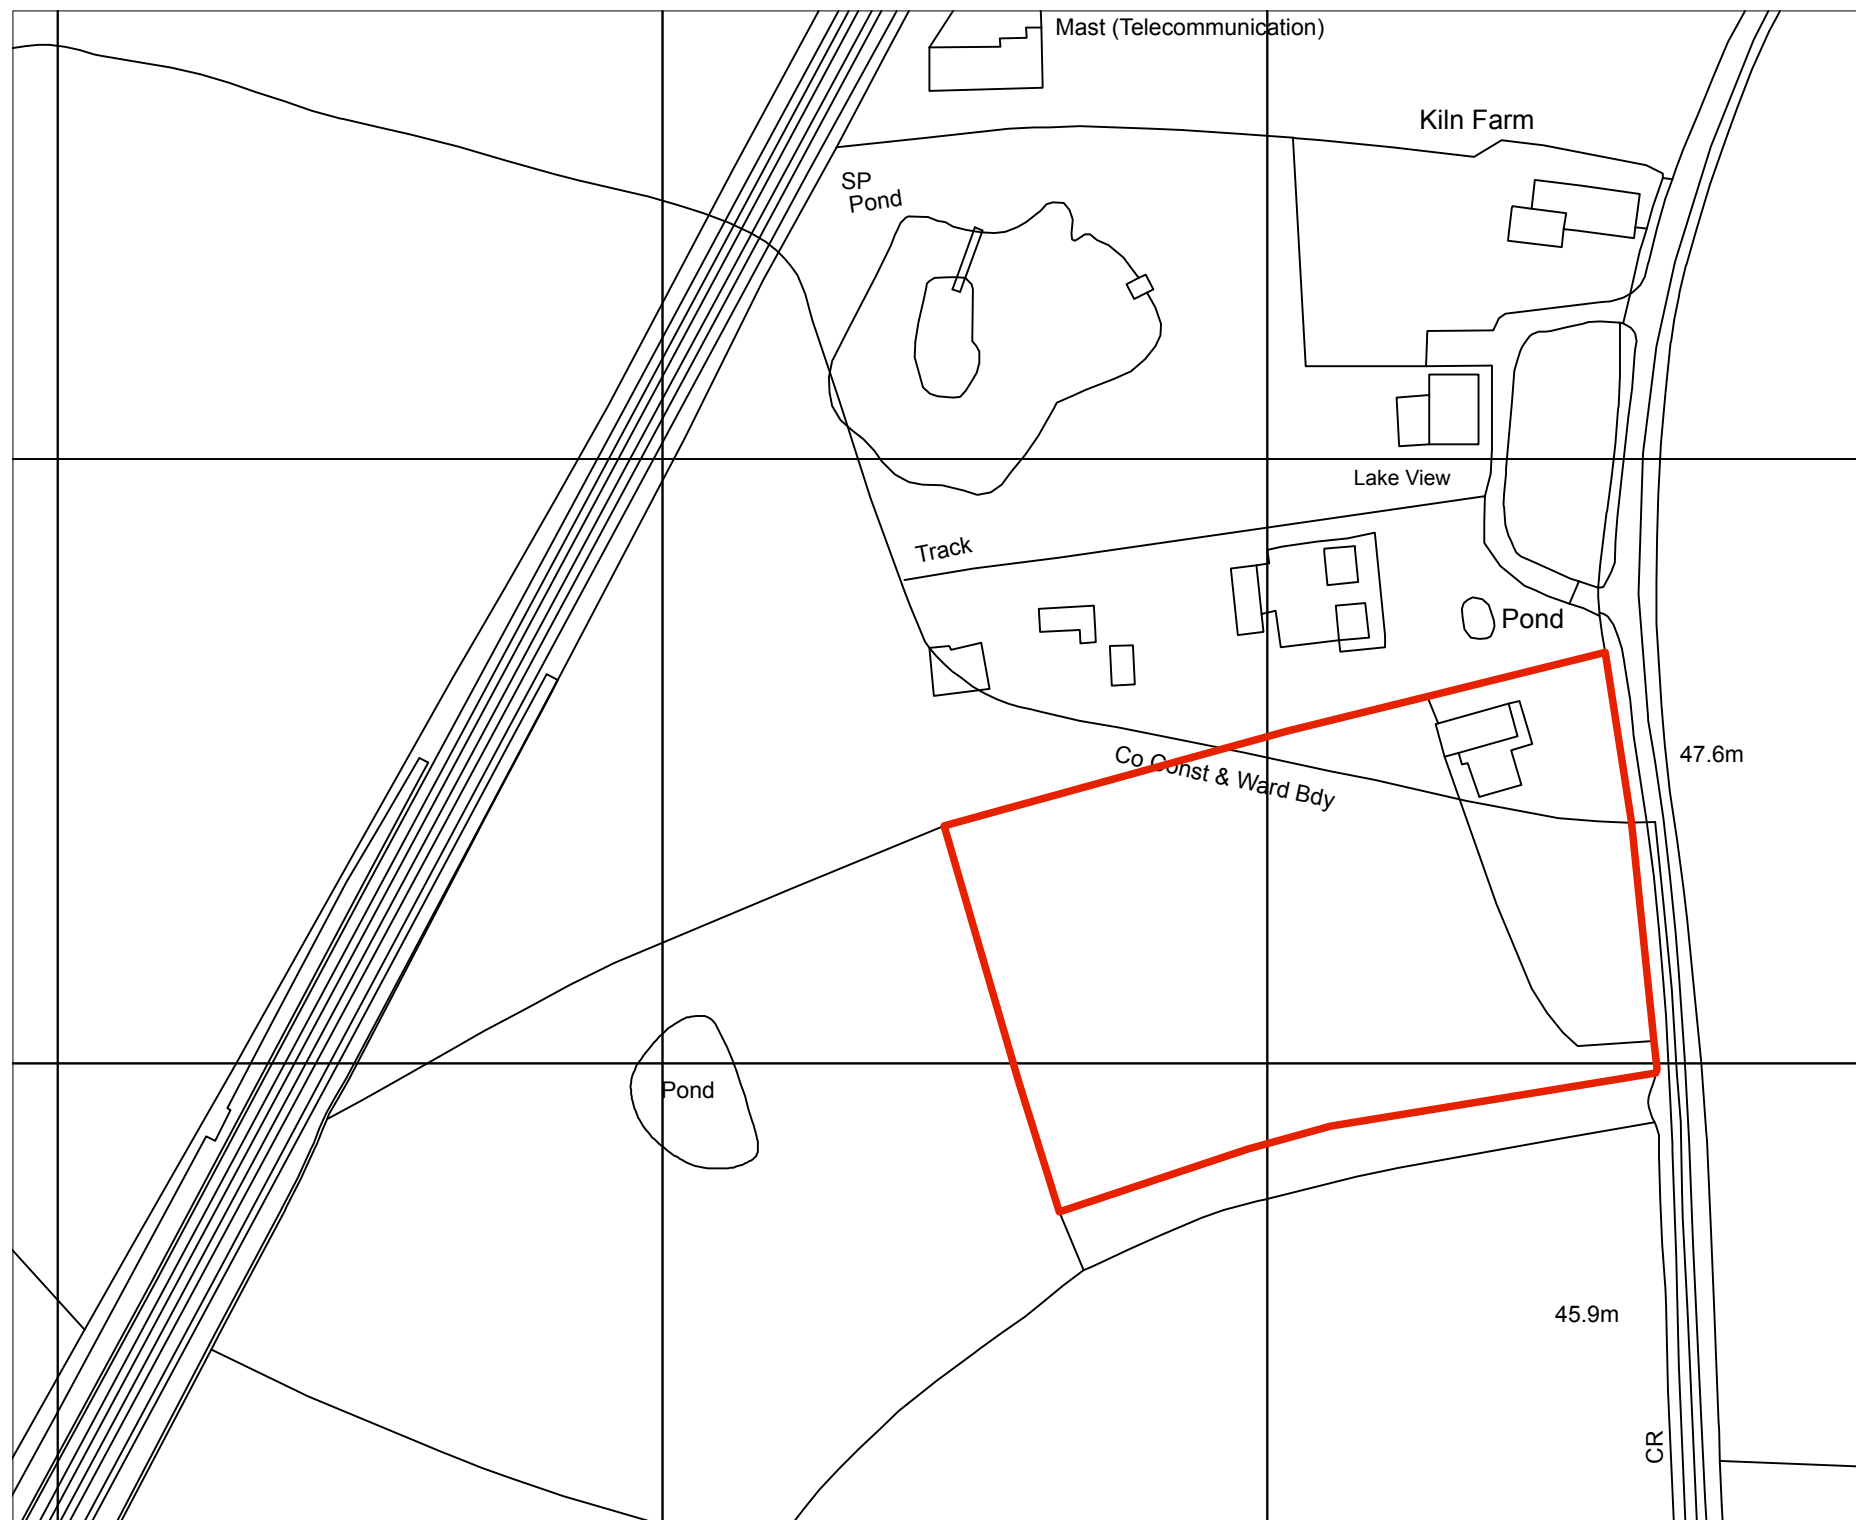 Mast (Telecommunication)
Kiln Farm
SP
Pond
Lake View
Track
Pond
47.6m
Co Const & Ward Bdy
Pond
45.9m
CR